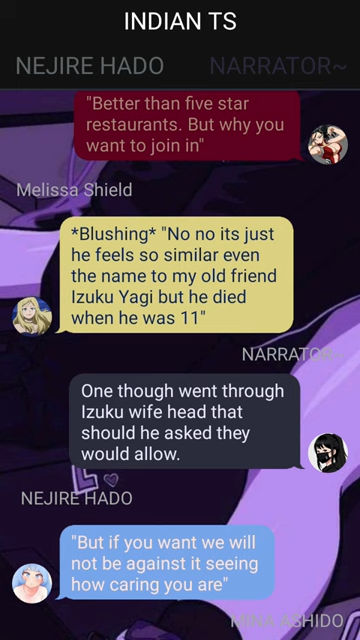 INDIAN TS
NEJIRE HADO
NARRATOR~
"Better than five star
restaurants. But why you
want to join in"
Melissa Shield
*Blushing* "No no its just
he feels so similar even
the name to my old friend
Izuku Yagi but he died
when he was 11"
NARRATOR~
One though went through
Izuku wife head that
should he asked they
would allow.
NEJIRE HADO
"But if you want we will
not be against it seeing
how caring you are"
MINA ASHIDO